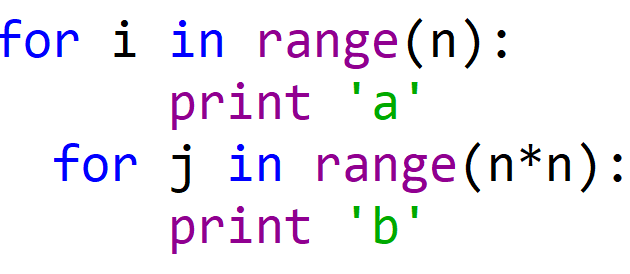 for i in range(n):
print 'a'
for j in range(n*n):
print 'b'